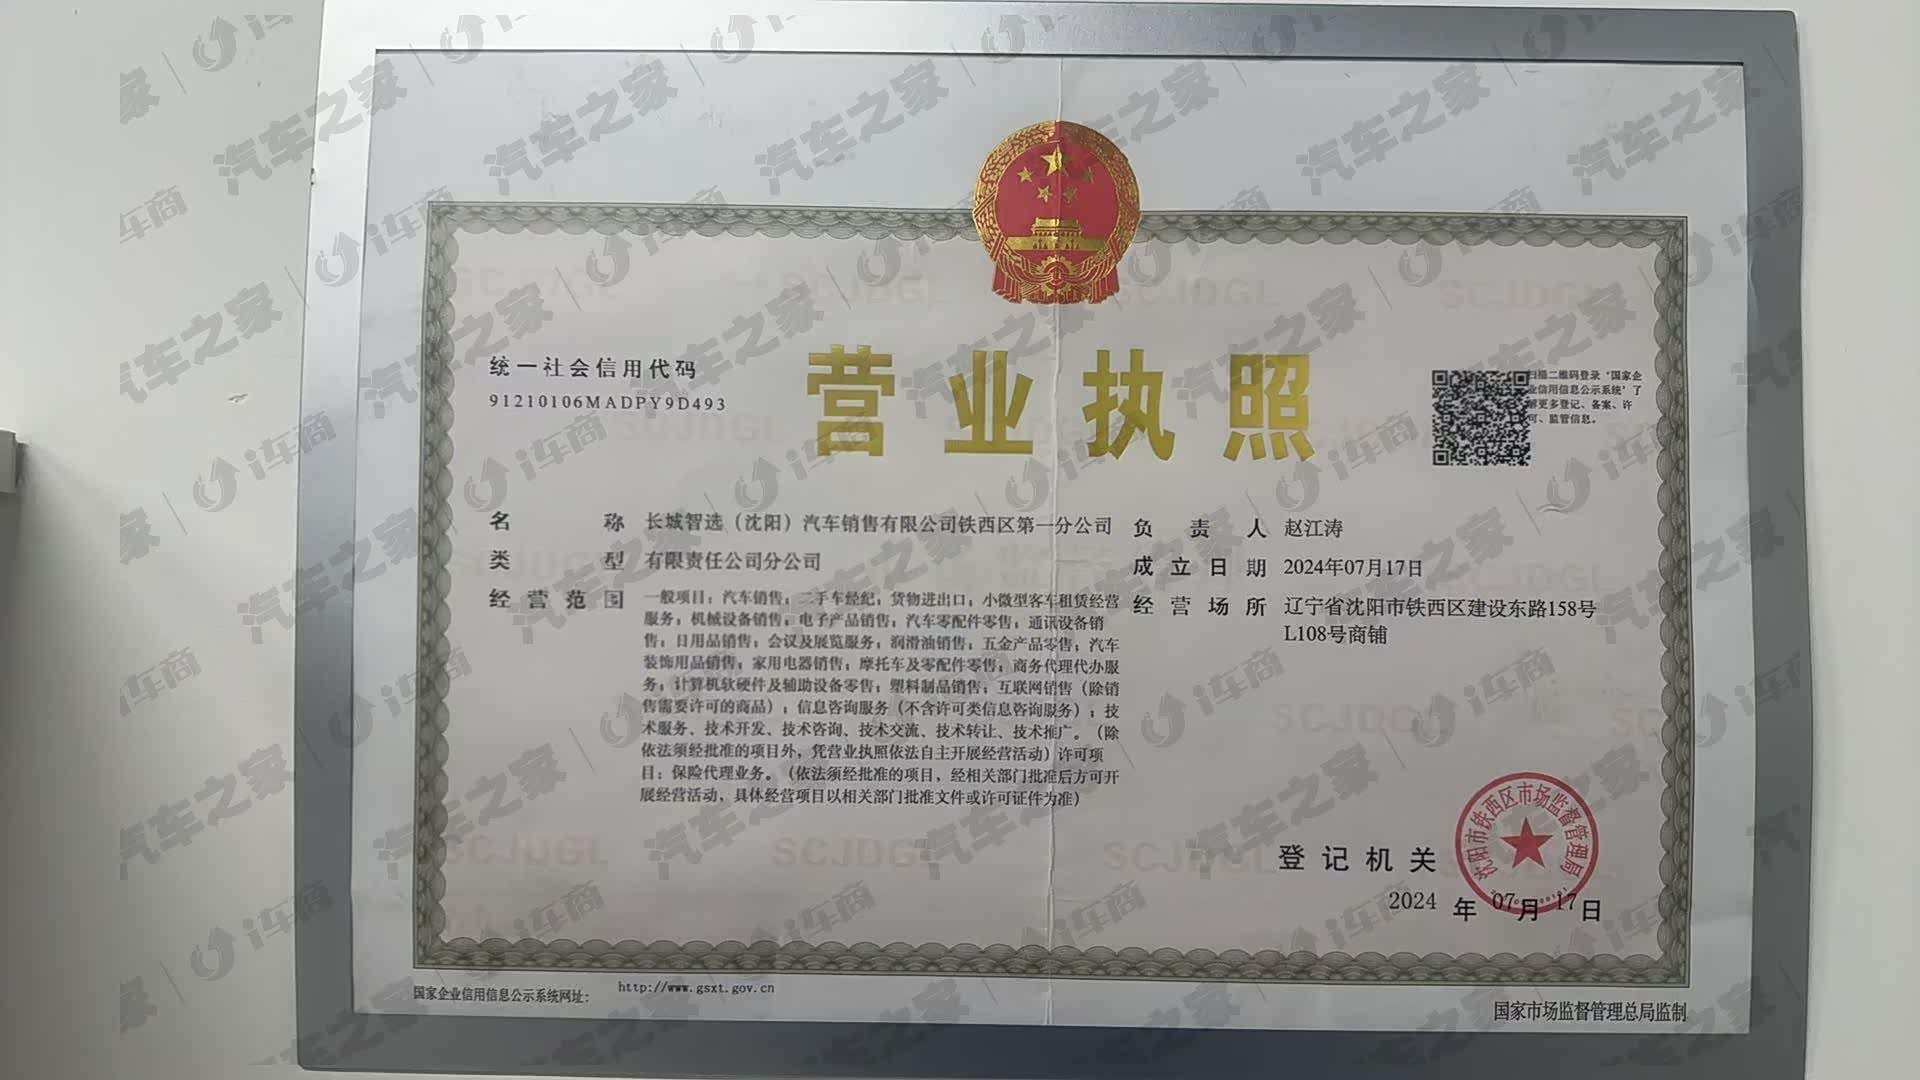 统一社会信用代码
91210106MADPY9D493
营业执照
扫描二维码登录‘国家企
业信用信息公示系统’了
解更多登记、备案、许
可、监管信息。
名称 长城智选（沈阳）汽车销售有限公司铁西区第一分公司
类型 有限责任公司分公司
经营范围 一般项目：汽车销售；二手车经纪；货物进出口；小微型客车租赁经营
服务；机械设备销售；电子产品销售；汽车零配件零售；通讯设备销
售；日用品销售；会议及展览服务；润滑油销售；五金产品零售；汽车
装饰用品销售；家用电器销售；摩托车及零配件零售；商务代理代办服
务；计算机软硬件及辅助设备零售；塑料制品销售；互联网销售（除销
售需要许可的商品）；信息咨询服务（不含许可类信息咨询服务）；技
术服务、技术开发、技术咨询、技术交流、技术转让、技术推广。（除
依法须经批准的项目外，凭营业执照依法自主开展经营活动）许可项
目：保险代理业务。（依法须经批准的项目，经相关部门批准后方可开
展经营活动，具体经营项目以相关部门批准文件或许可证件为准）
负责人 赵江涛
成立日期 2024年07月17日
经营场所 辽宁省沈阳市铁西区建设东路158号
L108号商铺
登记机关
沈阳市铁西区市场监督管理局
2024 年 07月 17日
国家企业信用信息公示系统网址：
http://www.gsxt.gov.cn
国家市场监督管理总局监制
汽车之家 | i车商
SCJDGL